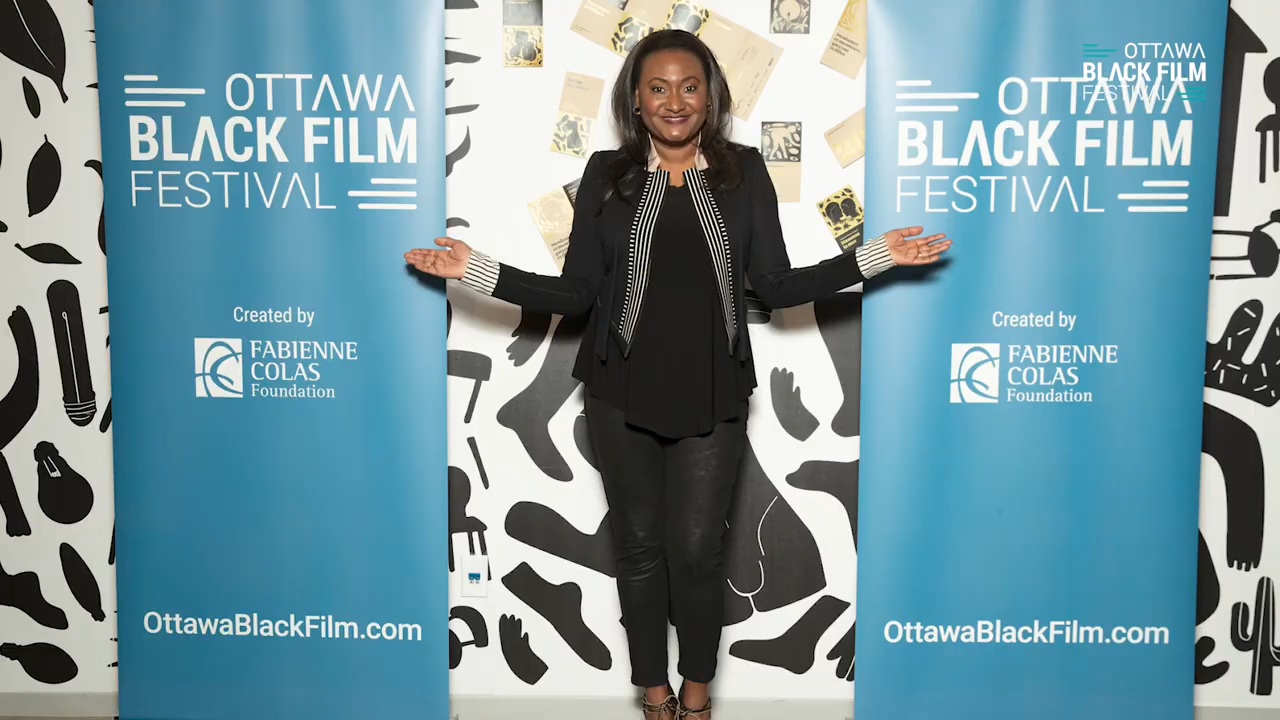 OTTAWA
BLACK FILM
FESTIVAL
Created by
FABIENNE
COLAS
Foundation
OttawaBlackFilm.com
OTTAWA
BLACK FILM
FESTIVAL
Created by
FABIENNE
COLAS
Foundation
OttawaBlackFilm.com
OTTAWA
BLACK FILM
FESTIVAL